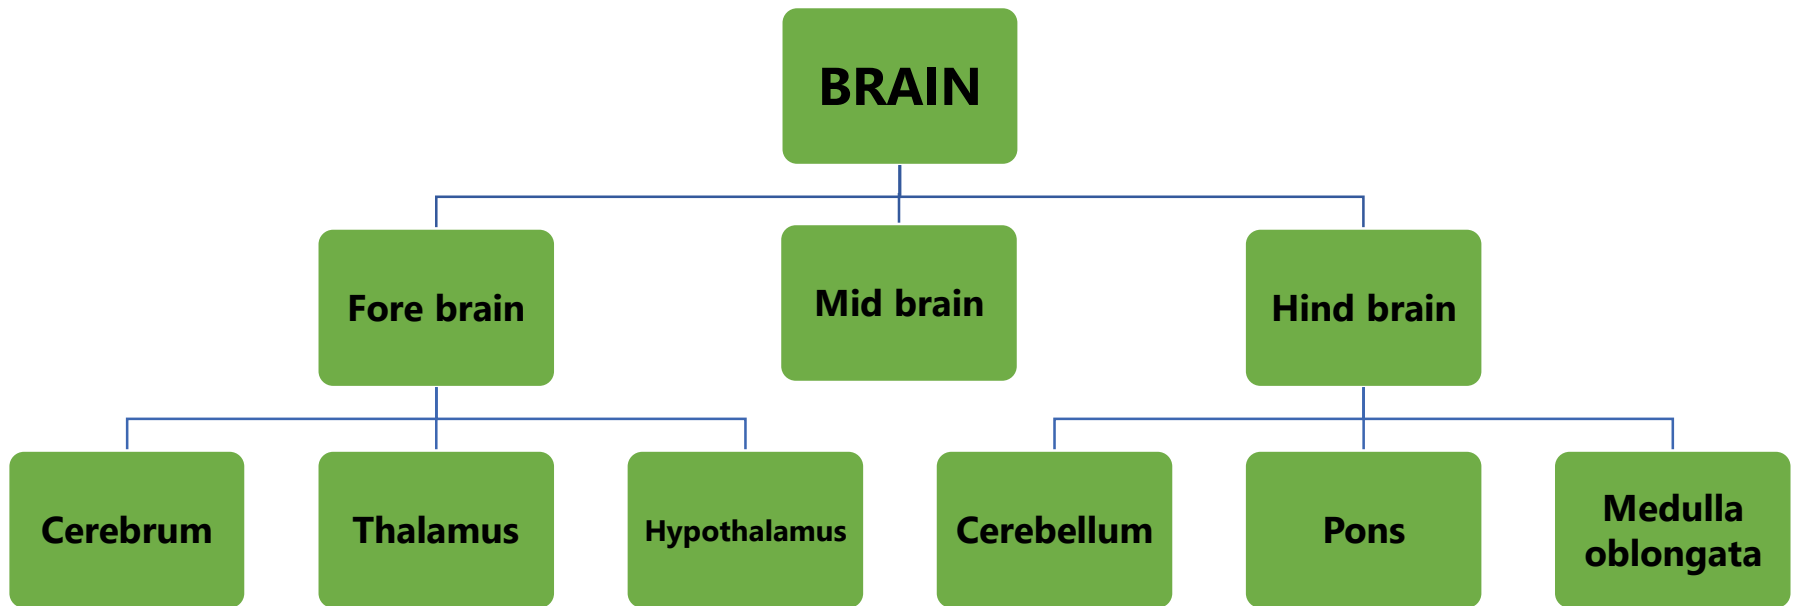 BRAIN
Fore brain
Mid brain
Hind brain
Cerebrum
Thalamus
Hypothalamus
Cerebellum
Pons
Medulla
oblongata